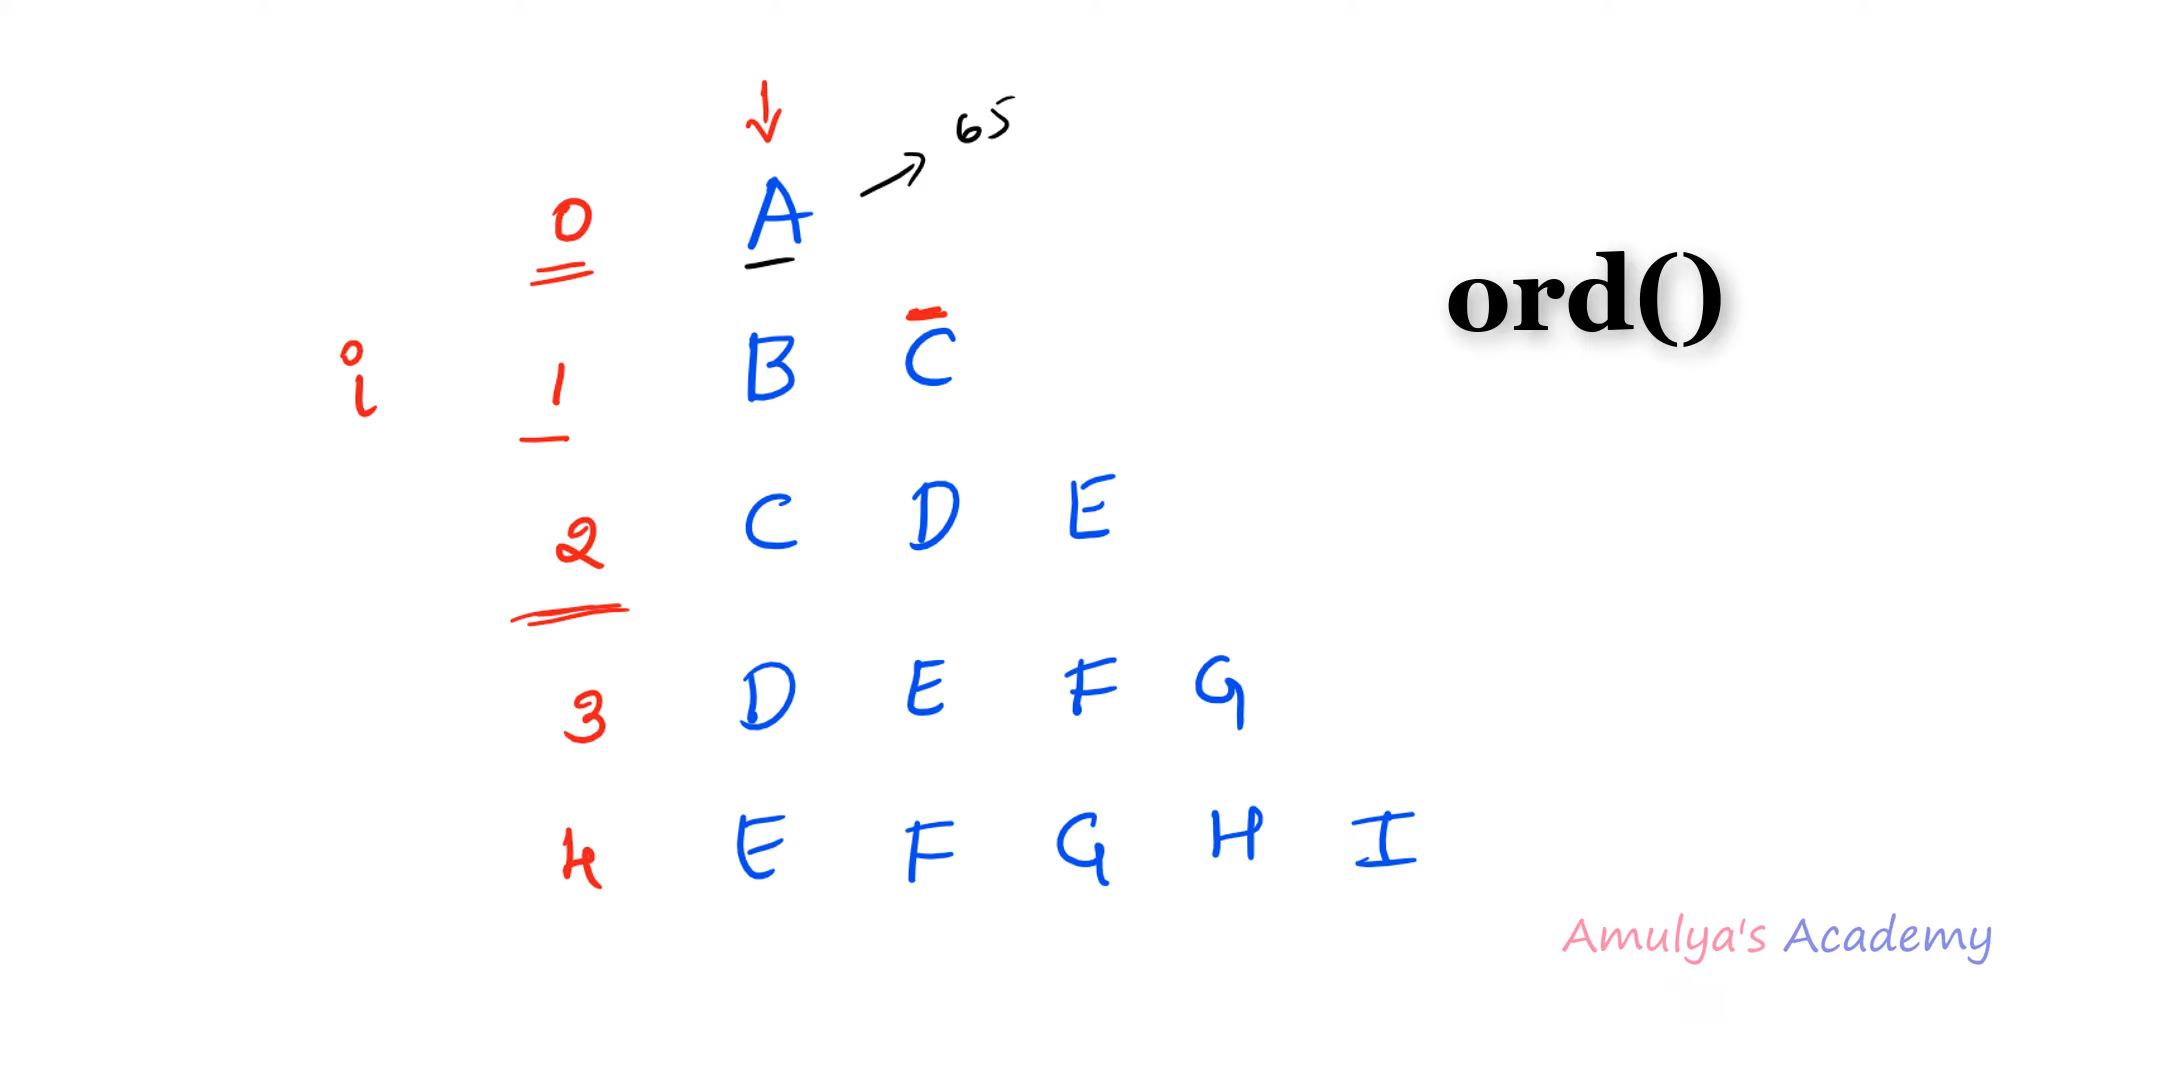 65
0 A
ord()
i 1 B C
2 C D E
3 D E F G
4 E F G H I
Amulya's Academy